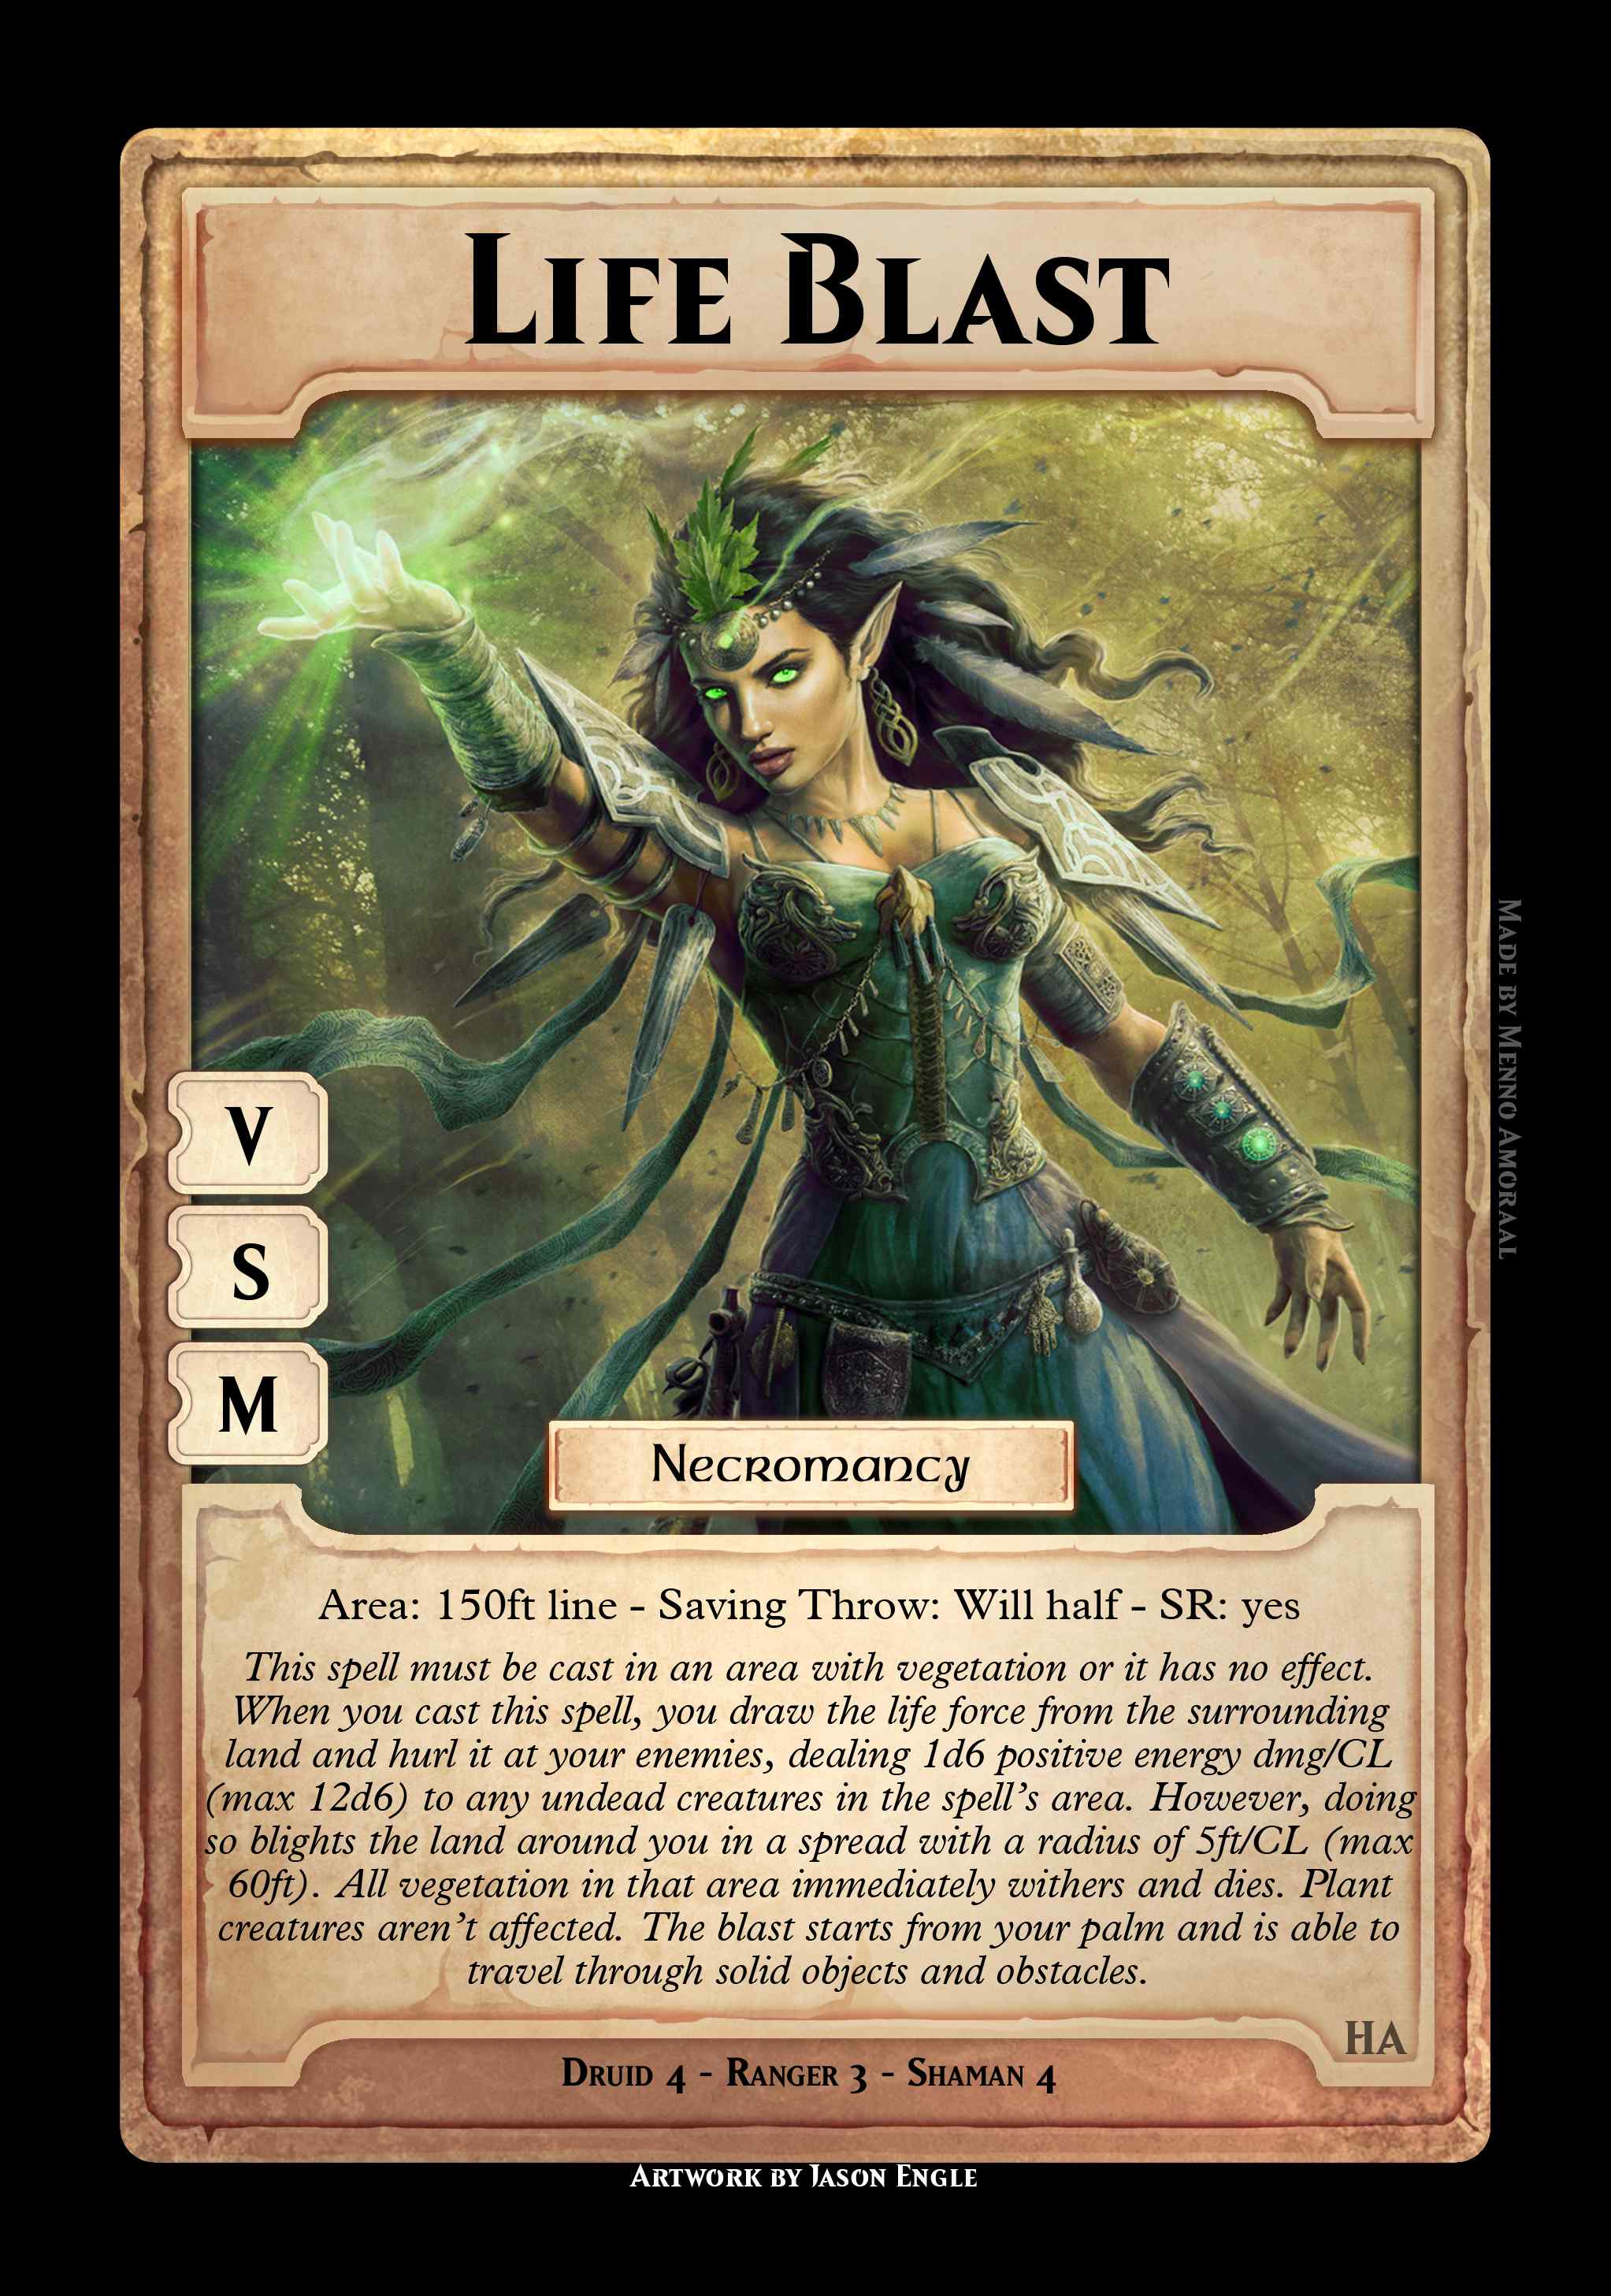 Life Blast
V
S
M
Necromancy
Area: 150ft line - Saving Throw: Will half - SR: yes
This spell must be cast in an area with vegetation or it has no effect.
When you cast this spell, you draw the life force from the surrounding
land and hurl it at your enemies, dealing 1d6 positive energy dmg/CL
(max 12d6) to any undead creatures in the spell's area. However, doing
so blights the land around you in a spread with a radius of 5ft/CL (max
60ft). All vegetation in that area immediately withers and dies. Plant
creatures aren't affected. The blast starts from your palm and is able to
travel through solid objects and obstacles.
HA
Druid 4 - Ranger 3 - Shaman 4
Artwork by Jason Engle
Made by Menno Amoraal